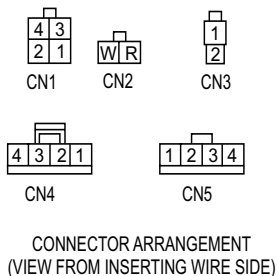 4 3
2 1
CN1
W R
CN2
1
2
CN3
4 3 2 1
CN4
1 2 3 4
CN5
CONNECTOR ARRANGEMENT
(VIEW FROM INSERTING WIRE SIDE)